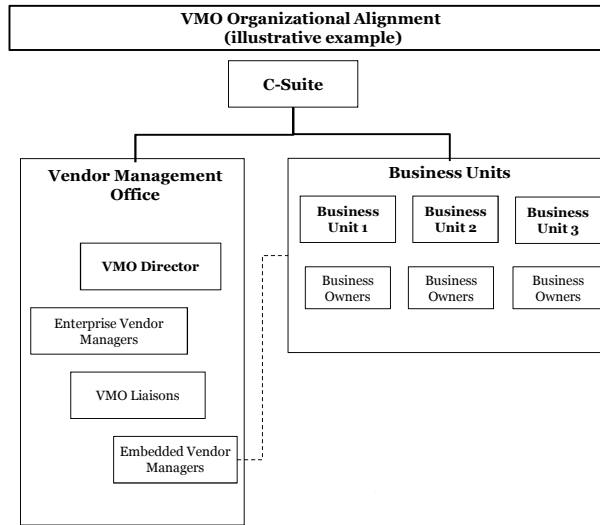 VMO Organizational Alignment
(illustrative example)
C-Suite
Vendor Management
Office
VMO Director
Enterprise Vendor
Managers
VMO Liaisons
Embedded Vendor
Managers
Business Units
Business
Unit 1
Business
Unit 2
Business
Unit 3
Business
Owners
Business
Owners
Business
Owners